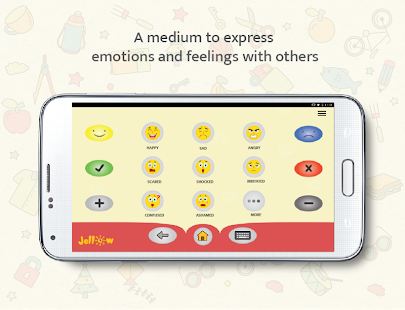 A medium to express
emotions and feelings with others
HAPPY
SAD
ANGRY
SCARED
SHOCKED
IRRITATED
CONFUSED
ASHAMED
MORE
Jellow